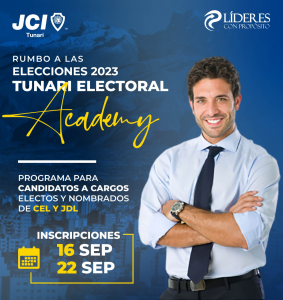 JCI
Tunari
LÍDERES
CON PROPÓSITO
RUMBO A LAS
ELECCIONES 2023
TUNARI ELECTORAL
Academy
PROGRAMA PARA
CANDIDATOS A CARGOS
ELECTOS Y NOMBRADOS
DE CEL Y JDL
INSCRIPCIONES
16 SEP
22 SEP